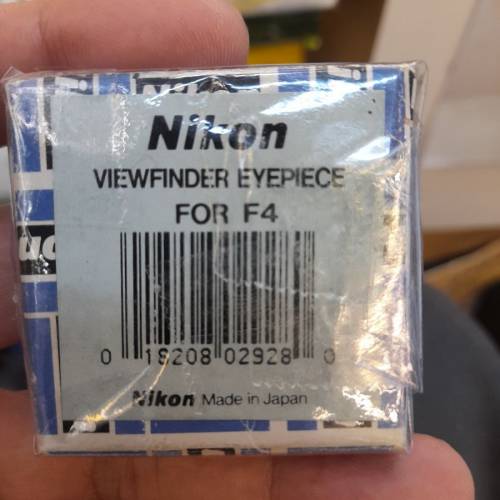 Nikon
VIEWFINDER EYEPIECE
FOR F4
0 18208 02928 0
Nikon Made in Japan